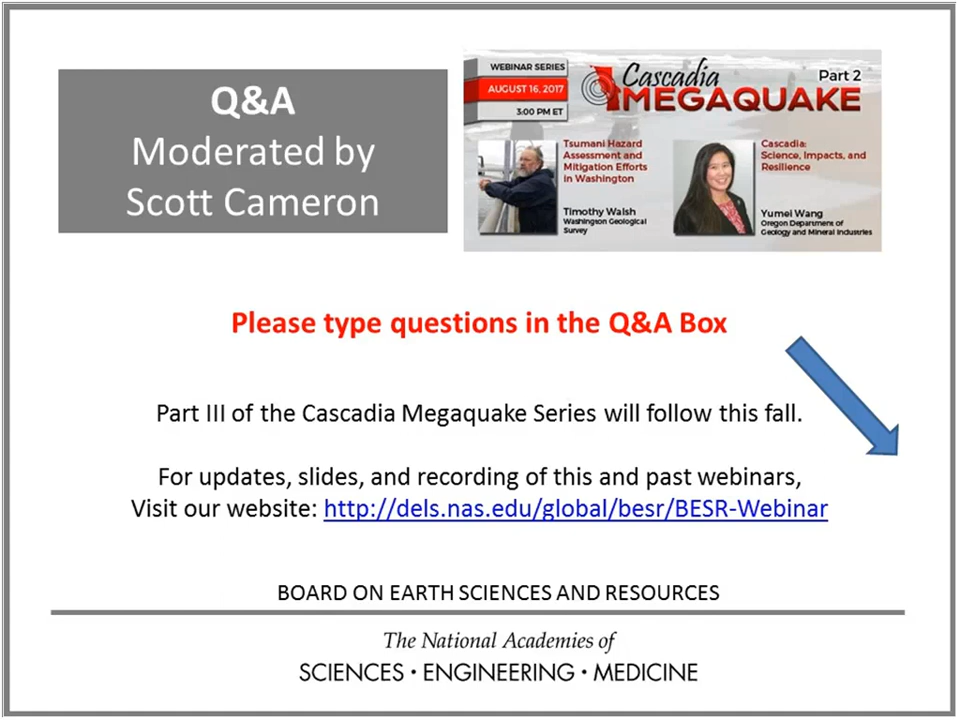 Q&A
Moderated by
Scott Cameron
WEBINAR SERIES
AUGUST 16, 2017
3:00 PM ET
Cascadia
MEGAQUAKE
Part 2
Tsumani Hazard
Assessment and
Mitigation Efforts
in Washington
Timothy Walsh
Washington Geological
Survey
Cascadia:
Science, Impacts, and
Resilience
Yumei Wang
Oregon Department of
Geology and Mineral Industries
Please type questions in the Q&A Box
Part III of the Cascadia Megaquake Series will follow this fall.
For updates, slides, and recording of this and past webinars,
Visit our website: http://dels.nas.edu/global/besr/BESR-Webinar
BOARD ON EARTH SCIENCES AND RESOURCES
The National Academies of
SCIENCES • ENGINEERING • MEDICINE